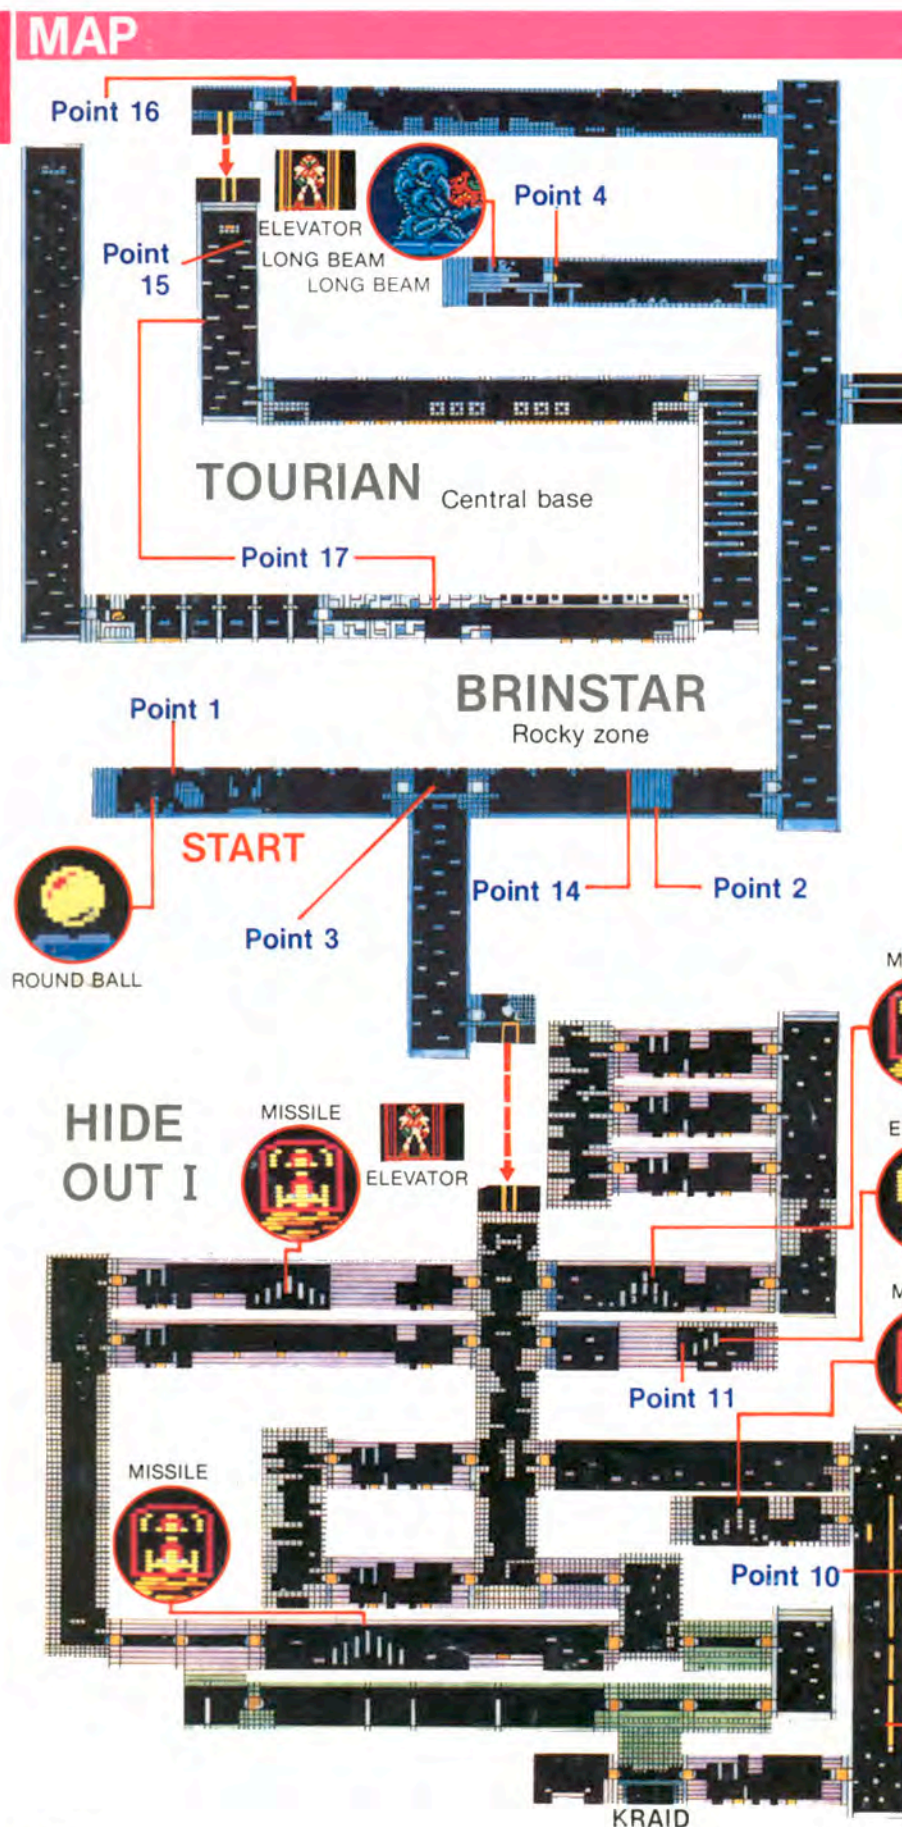 MAP
Point 16
ELEVATOR
LONG BEAM
LONG BEAM
Point 4
Point
15
TOURIAN
Central base
Point 17
BRINSTAR
Rocky zone
Point 1
START
ROUND BALL
Point 3
Point 14
Point 2
HIDE
OUT I
MISSILE
ELEVATOR
M
E
M
Point 11
MISSILE
Point 10
KRAID